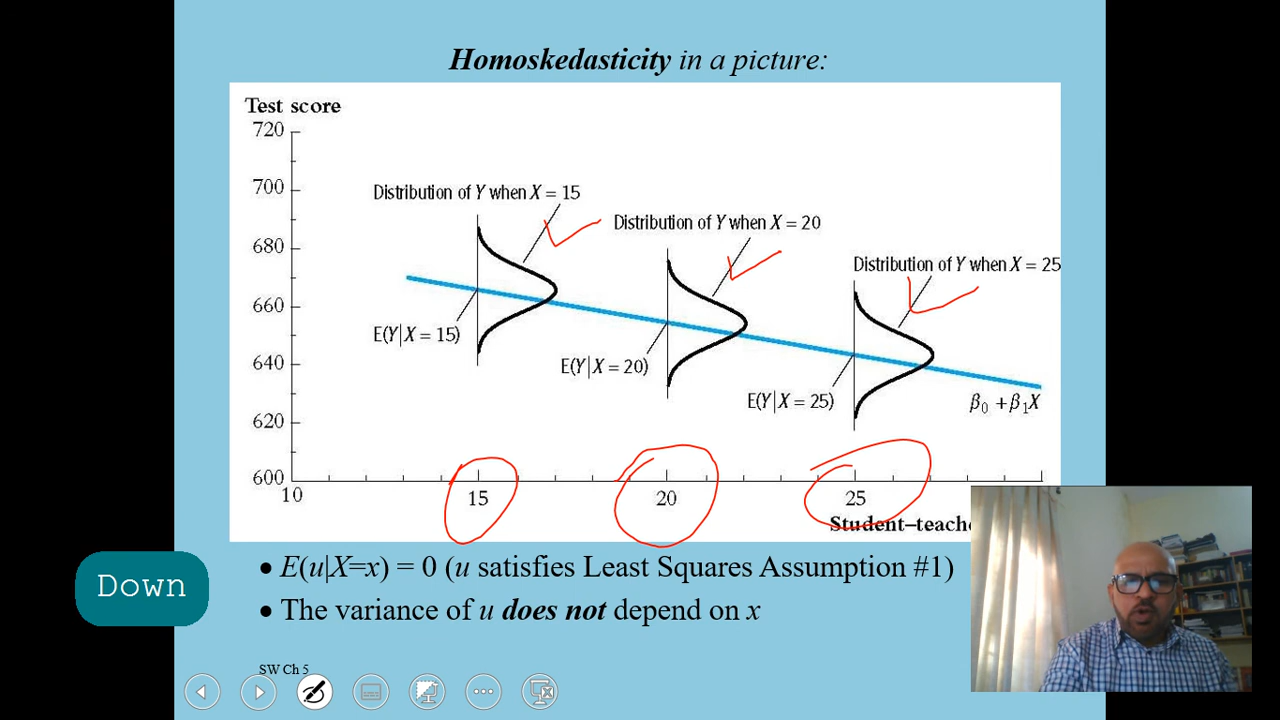 Homoskedasticity in a picture:
Test score
720
700
680
660
640
620
600
Distribution of Y when X = 15
Distribution of Y when X = 20
Distribution of Y when X = 25
E(Y|X = 15)
E(Y|X = 20)
E(Y|X = 25)
β₀ + β₁X
10 15 20 25
Student–teache
• E(u|X=x) = 0 (u satisfies Least Squares Assumption #1)
• The variance of u does not depend on x
Down
SW Ch 5